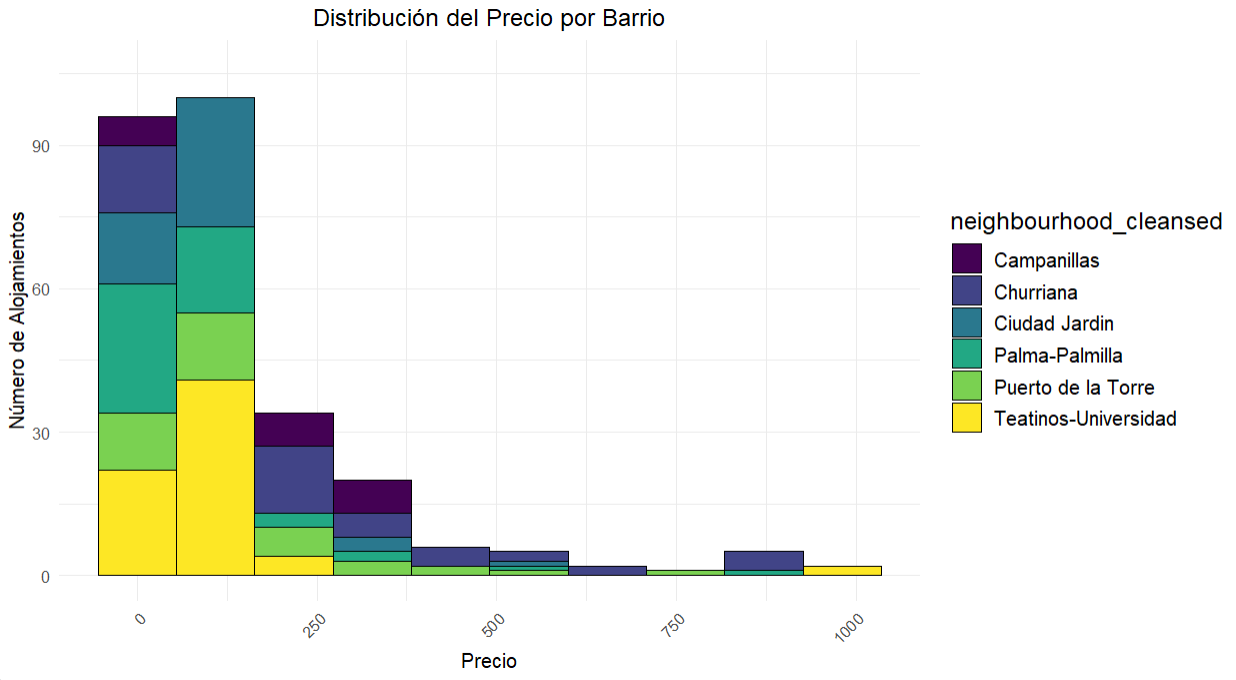 Distribución del Precio por Barrio
Número de Alojamientos
90
60
30
0
0
250
500
750
1000
Precio
neighbourhood_cleansed
Campanillas
Churriana
Ciudad Jardin
Palma-Palmilla
Puerto de la Torre
Teatinos-Universidad